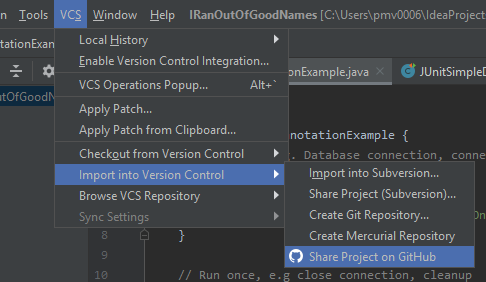 Tools VCS Window Help IRanOutOfGoodNames [C:\Users\pmv0006\IdeaProject
notationExam
Local History
Enable Version Control Integration...
VCS Operations Popup... Alt+`
onExample.java JUnitSimpleD
utOfGoodNam
Apply Patch...
Apply Patch from Clipboard...
notationExample {
Checkout from Version Control
. Database connection, conne
Import into Version Control
Import into Subversion...
Browse VCS Repository
Share Project (Subversion)...
Sync Settings
Create Git Repository...
On
8 }
Create Mercurial Repository
9
Share Project on GitHub
10 // Run once, e.g close connection, cleanup